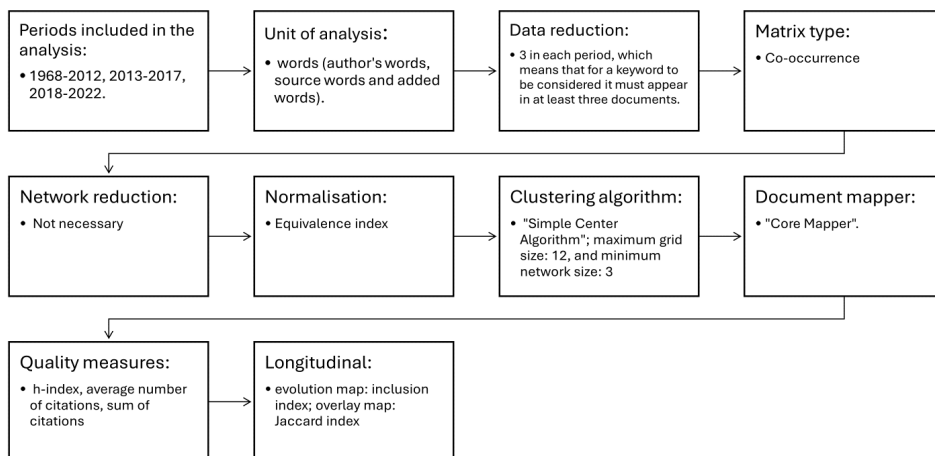 Periods included in the
analysis:
• 1968-2012, 2013-2017,
2018-2022.
Unit of analysis:
• words (author's words,
source words and added
words).
Data reduction:
• 3 in each period, which
means that for a keyword to
be considered it must appear
in at least three documents.
Matrix type:
• Co-occurrence
Network reduction:
• Not necessary
Normalisation:
• Equivalence index
Clustering algorithm:
• "Simple Center
Algorithm"; maximum grid
size: 12, and minimum
network size: 3
Document mapper:
• "Core Mapper".
Quality measures:
• h-index, average number
of citations, sum of
citations
Longitudinal:
• evolution map: inclusion
index; overlay map:
Jaccard index